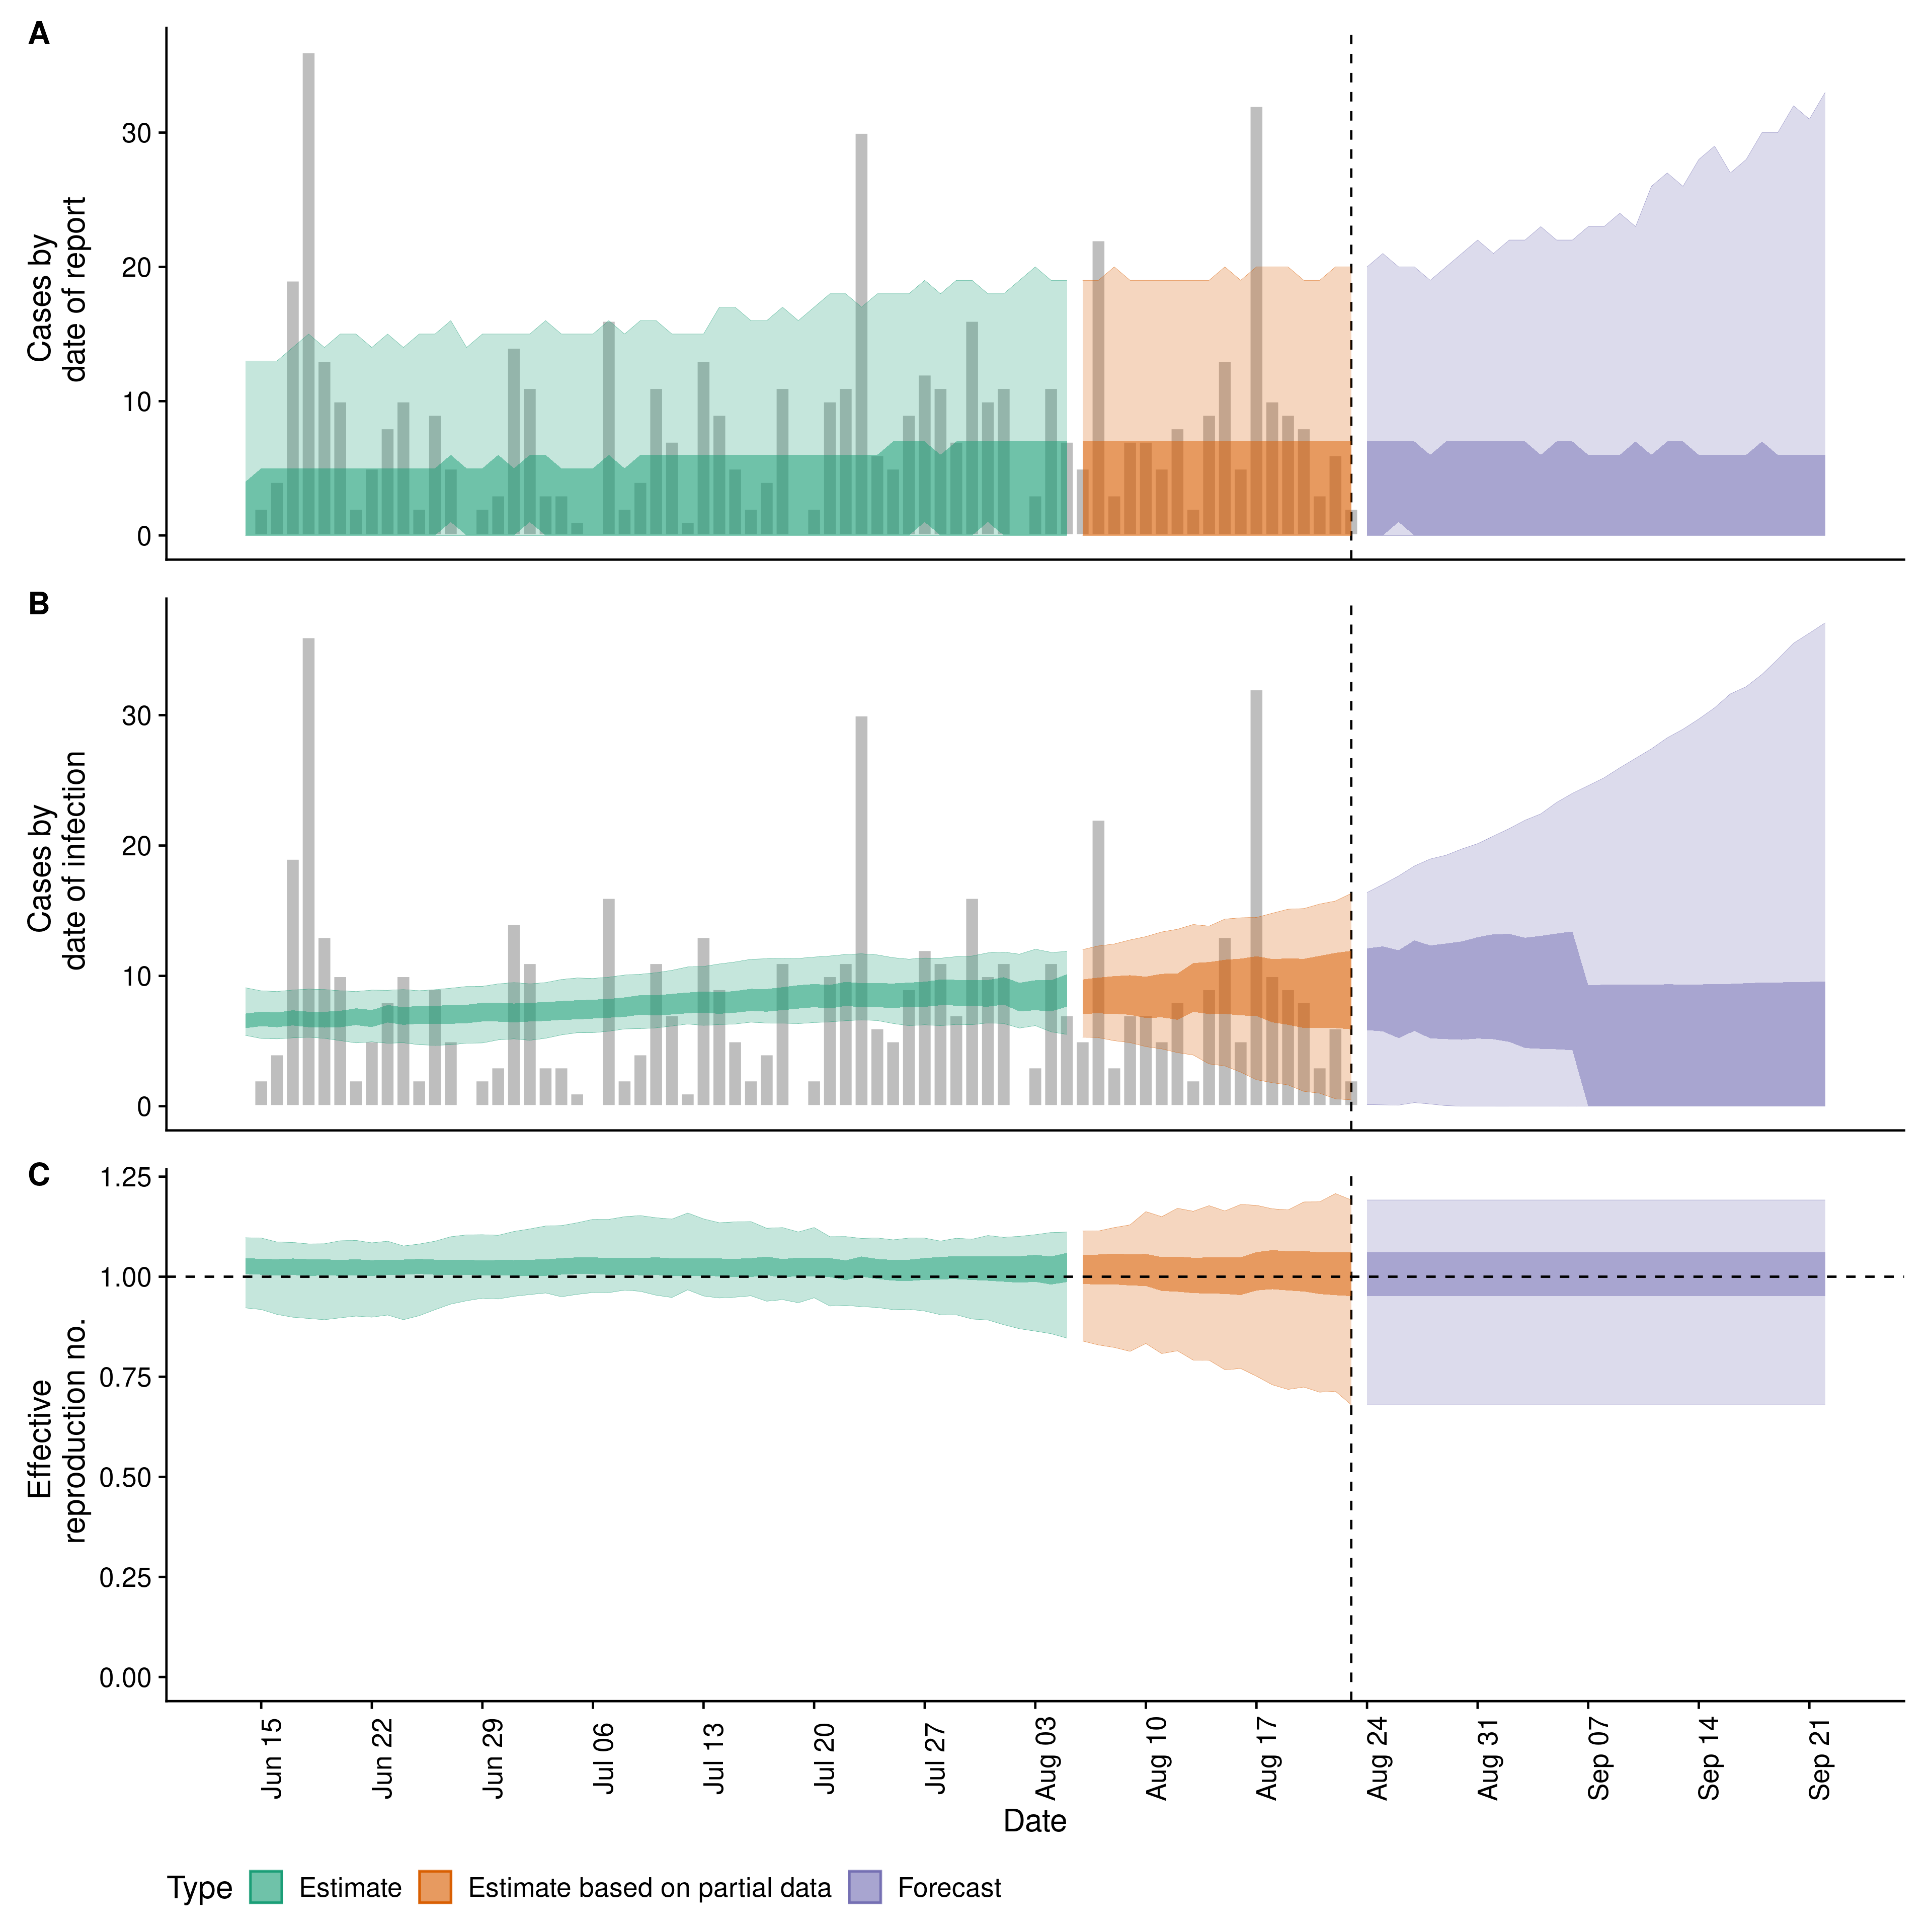 A
30
20
10
0
Cases by
date of report
B
30
20
10
0
Cases by
date of infection
C
1.25
1.00
0.75
0.50
0.25
0.00
Effective
reproduction no.
Jun 15
Jun 22
Jun 29
Jul 06
Jul 13
Jul 20
Jul 27
Aug 03
Aug 10
Aug 17
Aug 24
Aug 31
Sep 07
Sep 14
Sep 21
Date
Type Estimate Estimate based on partial data Forecast